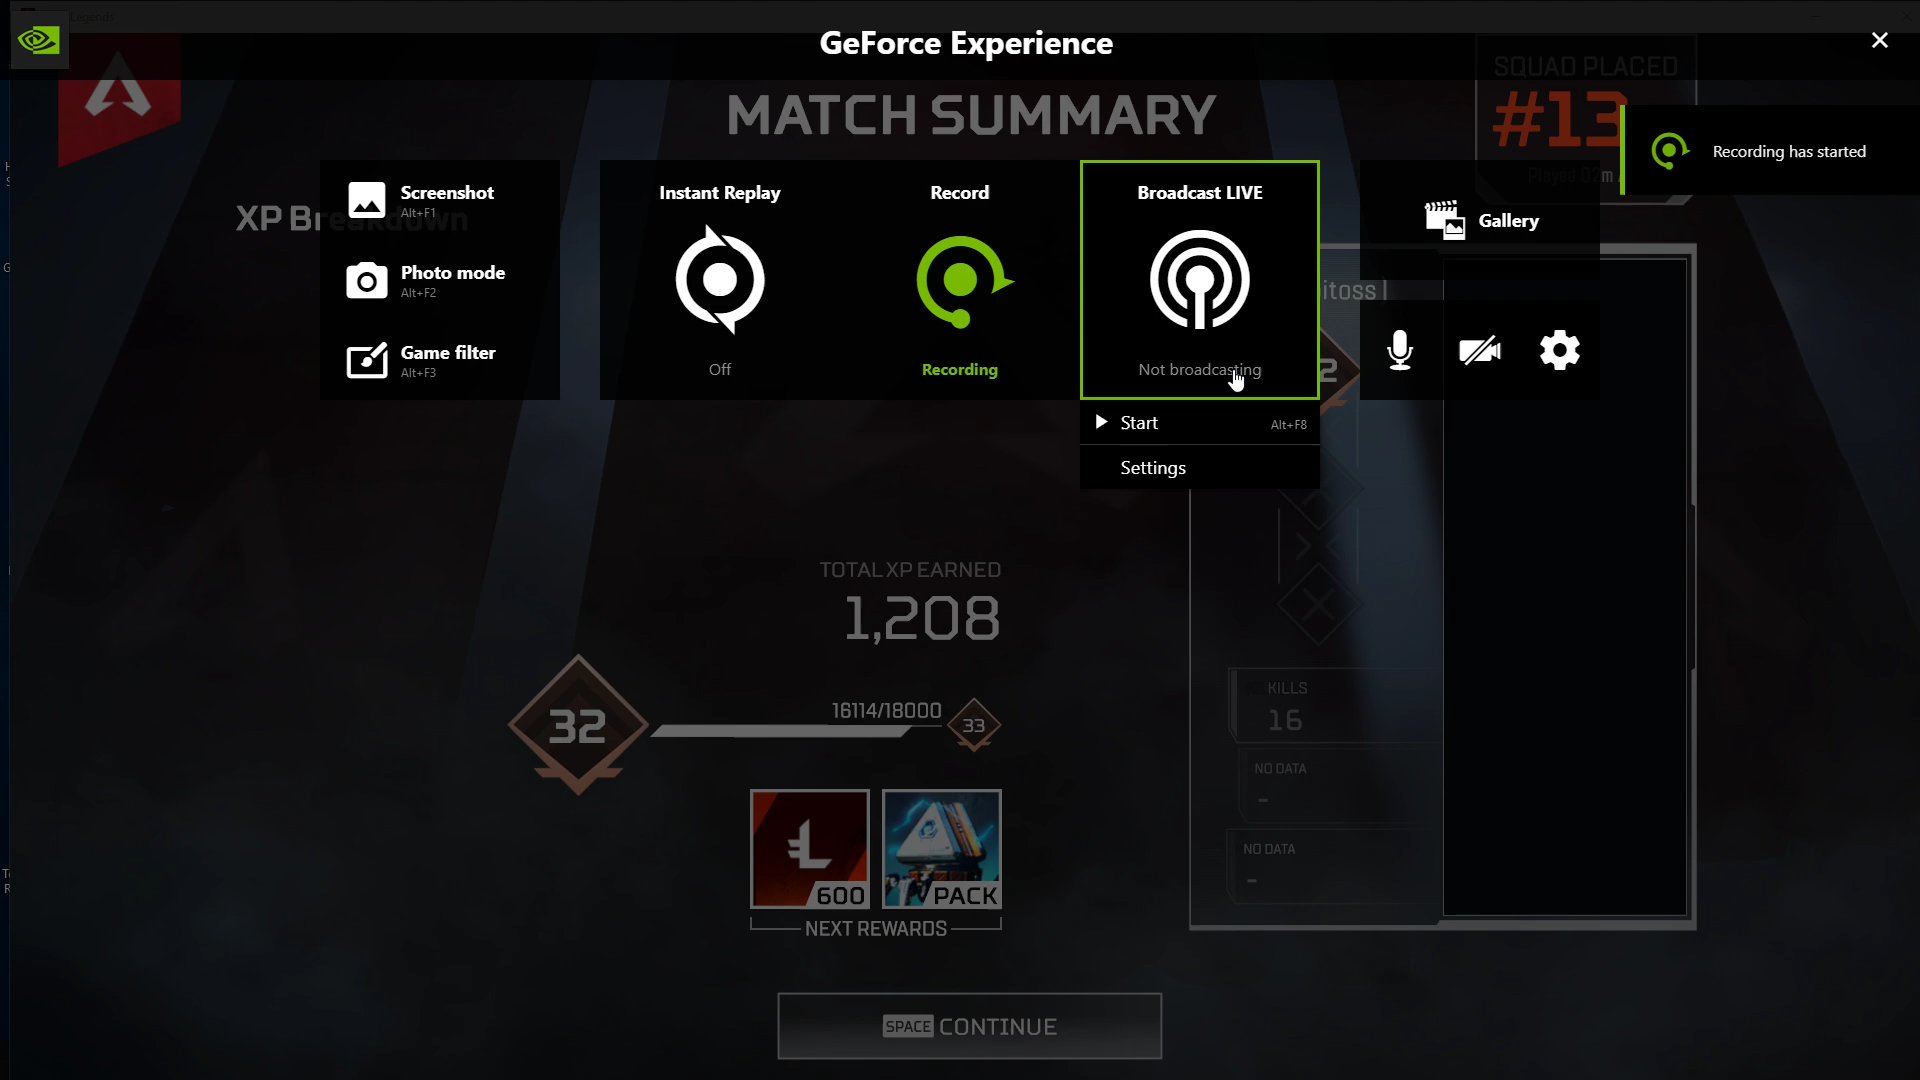 GeForce Experience
SQUAD PLACED
#13
MATCH SUMMARY
Recording has started
Screenshot
Alt+F1
XP Breakdown
Photo mode
Alt+F2
Game filter
Alt+F3
Instant Replay
Off
Record
Recording
Broadcast LIVE
Not broadcasting
Start
Alt+F8
Settings
Gallery
TOTAL XP EARNED
1,208
32
16114/18000
33
600
PACK
NEXT REWARDS
KILLS
16
NO DATA
-
NO DATA
-
SPACE CONTINUE